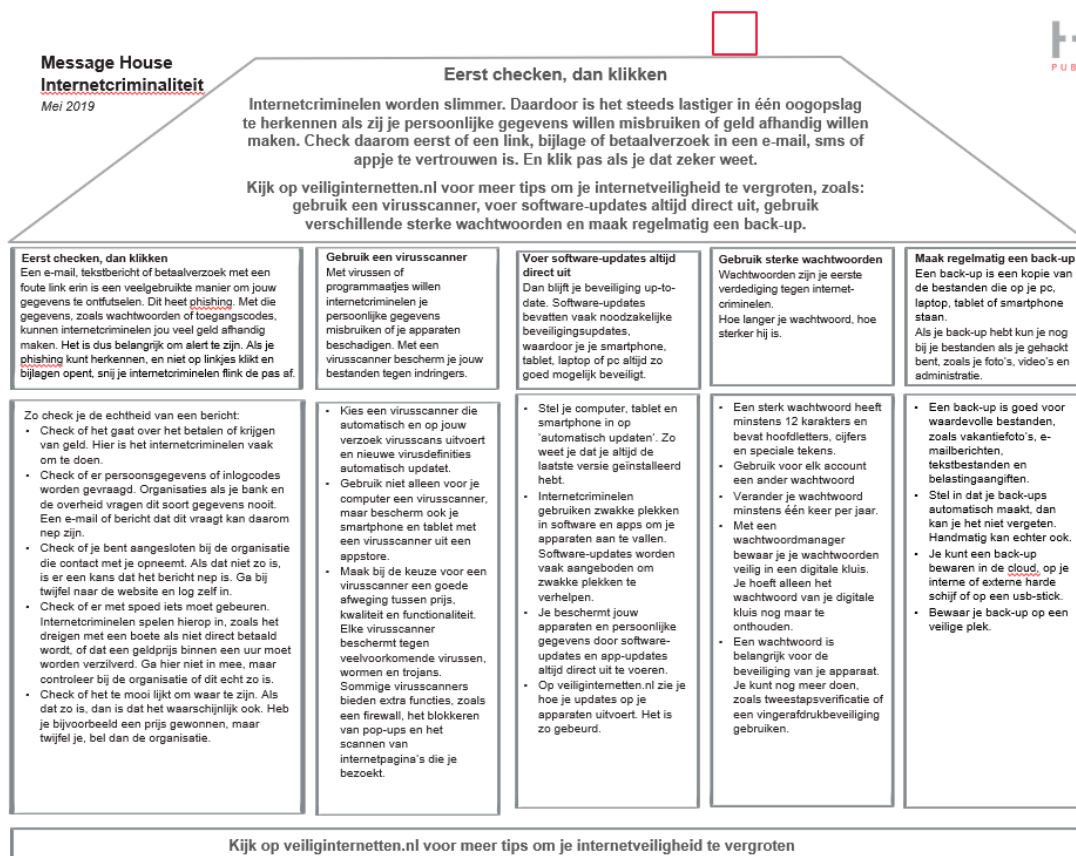 Message House
Internetcriminaliteit
Mei 2019
PUB
Eerst checken, dan klikken
Internetcriminelen worden slimmer. Daardoor is het steeds lastiger in één oogopslag
te herkennen als zij je persoonlijke gegevens willen misbruiken of geld afhandig willen
maken. Check daarom eerst of een link, bijlage of betaalverzoek in een e-mail, sms of
appje te vertrouwen is. En klik pas als je dat zeker weet.
Kijk op veiliginternetten.nl voor meer tips om je internetveiligheid te vergroten, zoals:
gebruik een virusscanner, voer software-updates altijd direct uit, gebruik
verschillende sterke wachtwoorden en maak regelmatig een back-up.
Eerst checken, dan klikken
Een e-mail, tekstbericht of betaalverzoek met een
foute link erin is een veelgebruikte manier om jouw
gegevens te ontfutselen. Dit heet phishing. Met die
gegevens, zoals wachtwoorden of toegangscodes,
kunnen internetcriminelen jou veel geld afhandig
maken. Het is dus belangrijk om alert te zijn. Als je
phishing kunt herkennen, en niet op linkjes klikt en
bijlagen opent, snij je internetcriminelen flink de pas af.
Gebruik een virusscanner
Met virussen of
programmaatjes willen
internetcriminelen je
persoonlijke gegevens
misbruiken of je apparaten
beschadigen. Met een
virusscanner bescherm je jouw
bestanden tegen indringers.
Voer software-updates altijd
direct uit
Dan blijft je beveiliging up-to-
date. Software-updates
bevatten vaak noodzakelijke
beveiligingsupdates,
waardoor je je smartphone,
tablet, laptop of pc altijd zo
goed mogelijk beveiligt.
Gebruik sterke wachtwoorden
Wachtwoorden zijn je eerste
verdediging tegen internet-
criminelen.
Hoe langer je wachtwoord, hoe
sterker hij is.
Maak regelmatig een back-up
Een back-up is een kopie van
de bestanden die op je pc,
laptop, tablet of smartphone
staan.
Als je back-up hebt kun je nog
bij je bestanden als je gehackt
bent, zoals je foto's, video's en
administratie.
Zo check je de echtheid van een bericht:
• Check of het gaat over het betalen of krijgen
van geld. Hier is het internetcriminelen vaak
om te doen.
• Check of er persoonsgegevens of inlogcodes
worden gevraagd. Organisaties als je bank en
de overheid vragen dit soort gegevens nooit.
Een e-mail of bericht dat dit vraagt kan daarom
nep zijn.
• Check of je bent aangesloten bij de organisatie
die contact met je opneemt. Als dat niet zo is,
is er een kans dat het bericht nep is. Ga bij
twijfel naar de website en log zelf in.
• Check of er met spoed iets moet gebeuren.
Internetcriminelen spelen hierop in, zoals het
dreigen met een boete als niet direct betaald
wordt, of dat een geldprijs binnen een uur moet
worden verzilverd. Ga hier niet in mee, maar
controleer bij de organisatie of dit echt zo is.
• Check of het te mooi lijkt om waar te zijn. Als
dat zo is, dan is dat het waarschijnlijk ook. Heb
je bijvoorbeeld een prijs gewonnen, maar
twijfel je, bel dan de organisatie.
• Kies een virusscanner die
automatisch en op jouw
verzoek virusscans uitvoert
en nieuwe virusdefinities
automatisch updatet.
• Gebruik niet alleen voor je
computer een virusscanner,
maar bescherm ook je
smartphone en tablet met
een virusscanner uit een
appstore.
• Maak bij de keuze voor een
virusscanner een goede
afweging tussen prijs,
kwaliteit en functionaliteit.
Elke virusscanner
beschermt tegen
veelvoorkomende virussen,
wormen en trojans.
Sommige virusscanners
bieden extra functies, zoals
een firewall, het blokkeren
van pop-ups en het
scannen van
internetpagina's die je
bezoekt.
• Stel je computer, tablet en
smartphone in op
'automatisch updaten'. Zo
weet je dat je altijd de
laatste versie geïnstalleerd
hebt.
• Internetcriminelen
gebruiken zwakke plekken
in software en apps om je
apparaten aan te vallen.
Software-updates worden
vaak aangeboden om
zwakke plekken te
verhelpen.
• Je beschermt jouw
apparaten en persoonlijke
gegevens door software-
updates en app-updates
altijd direct uit te voeren.
• Op veiliginternetten.nl zie je
hoe je updates op je
apparaten uitvoert. Het is
zo gebeurd.
• Een sterk wachtwoord heeft
minstens 12 karakters en
bevat hoofdletters, cijfers
en speciale tekens.
• Gebruik voor elk account
een ander wachtwoord
• Verander je wachtwoord
minstens één keer per jaar.
• Met een
wachtwoordmanager
bewaar je je wachtwoorden
veilig in een digitale kluis.
Je hoeft alleen het
wachtwoord van je digitale
kluis nog maar te
onthouden.
• Een wachtwoord is
belangrijk voor de
beveiliging van je apparaat.
Je kunt nog meer doen,
zoals tweestapsverificatie of
een vingerafdrukbeveiliging
gebruiken.
• Een back-up is goed voor
waardevolle bestanden,
zoals vakantiefoto's, e-
mailberichten,
tekstbestanden en
belastingaangiften.
• Stel in dat je back-ups
automatisch maakt, dan
kan je het niet vergeten.
Handmatig kan echter ook.
• Je kunt een back-up
bewaren in de cloud, op je
interne of externe harde
schijf of op een usb-stick.
• Bewaar je back-up op een
veilige plek.
Kijk op veiliginternetten.nl voor meer tips om je internetveiligheid te vergroten